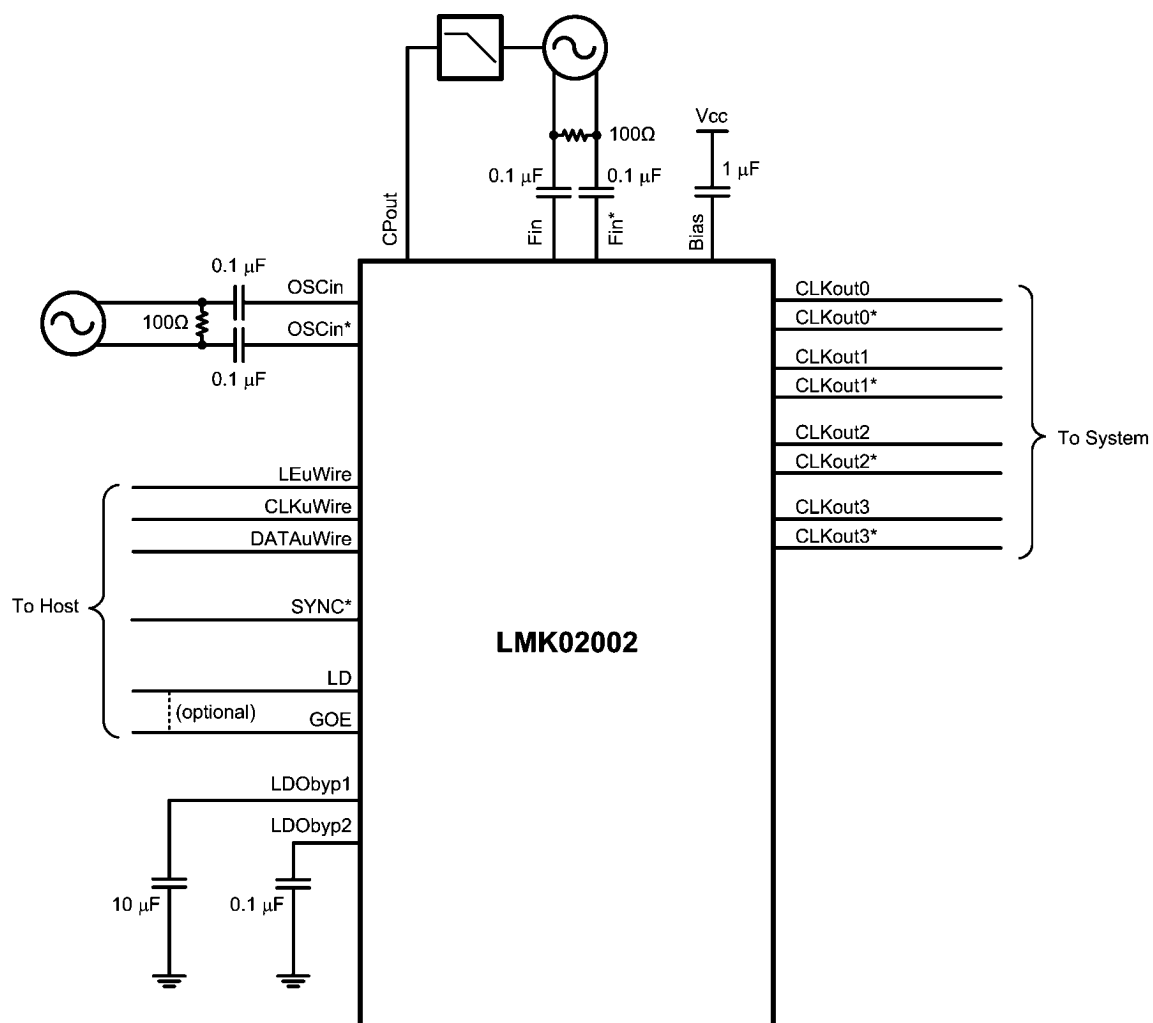 Vcc
100Ω
0.1 µF
0.1 µF
1 µF
CPout
Fin
Fin*
Bias
0.1 µF
OSCin
100Ω
OSCin*
0.1 µF
CLKout0
CLKout0*
CLKout1
CLKout1*
CLKout2
CLKout2*
CLKout3
CLKout3*
To System
LEuWire
CLKuWire
DATAuWire
To Host
SYNC*
LMK02002
LD
(optional)
GOE
LDObyp1
LDObyp2
10 µF
0.1 µF